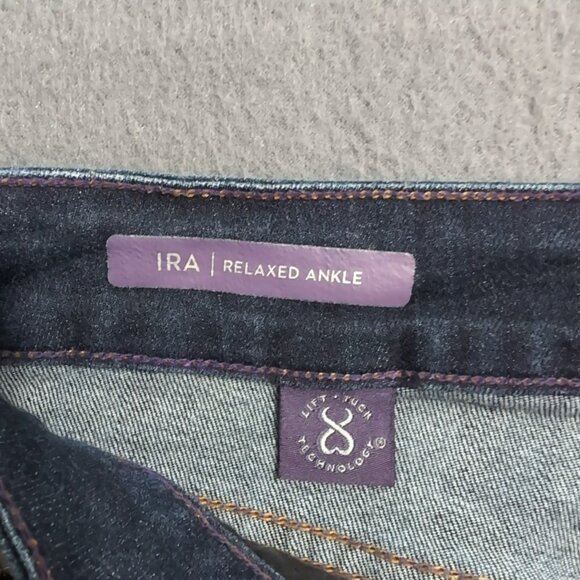 IRA | RELAXED ANKLE
LIFT · TUCK
TECHNOLOGY®